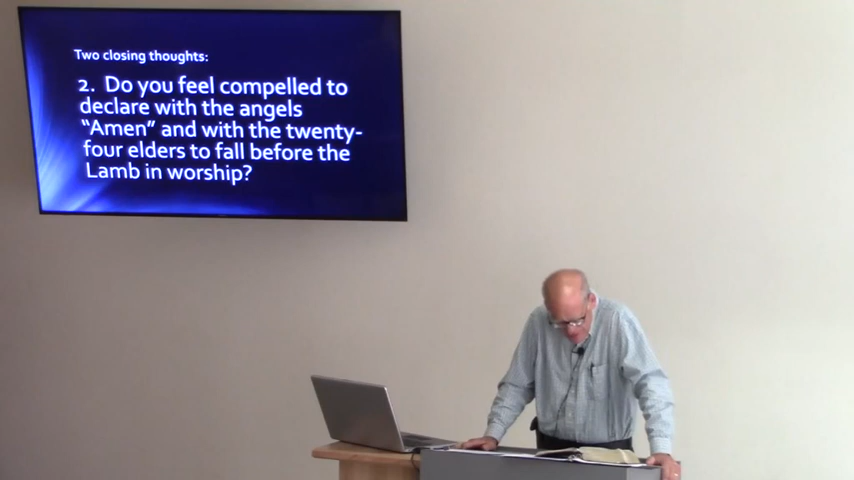 Two closing thoughts:
2. Do you feel compelled to
declare with the angels
“Amen” and with the twenty-
four elders to fall before the
Lamb in worship?